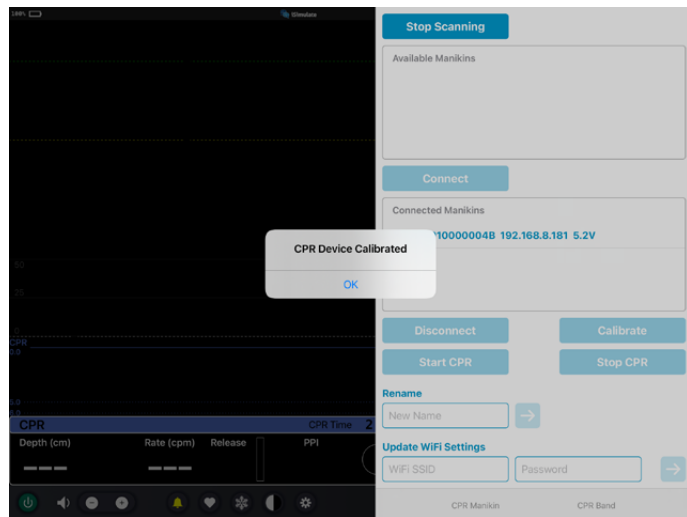 100%
iSimulate
Stop Scanning
Available Manikins
Connect
Connected Manikins
10000004B 192.168.8.181 5.2V
CPR Device Calibrated
OK
50
25
0
CPR
0.0
Disconnect
Calibrate
Start CPR
Stop CPR
Rename
New Name
Update WiFi Settings
WiFi SSID
Password
CPR Manikin
CPR Band
CPR
CPR Time 2
Depth (cm)
Rate (cpm)
Release
PPI